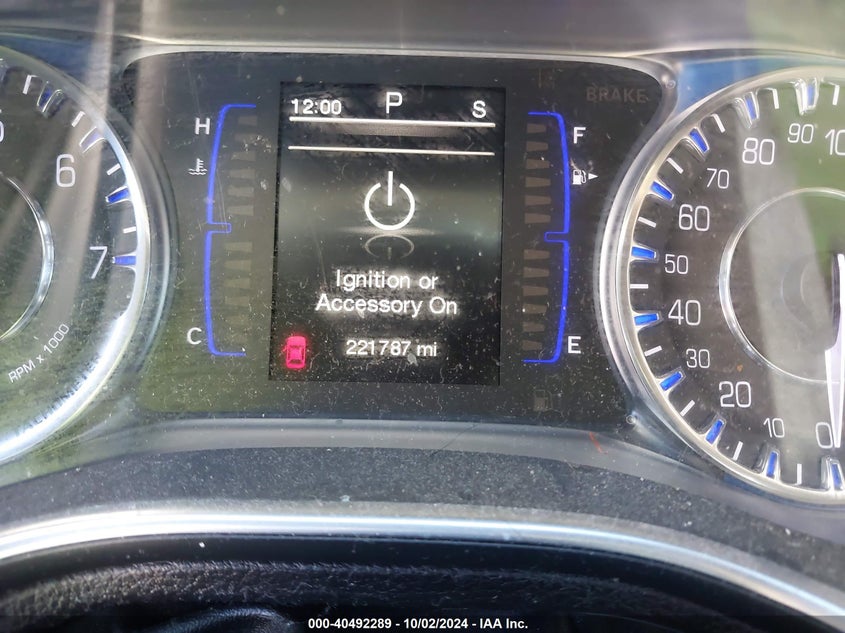 12:00 P S
BRAKE
H
F
C
E
Ignition or
Accessory On
221787 mi
6
7
RPM x 1000
0
10
20
30
40
50
60
70
80
90
000-40492289 - 10/02/2024 - IAA Inc.